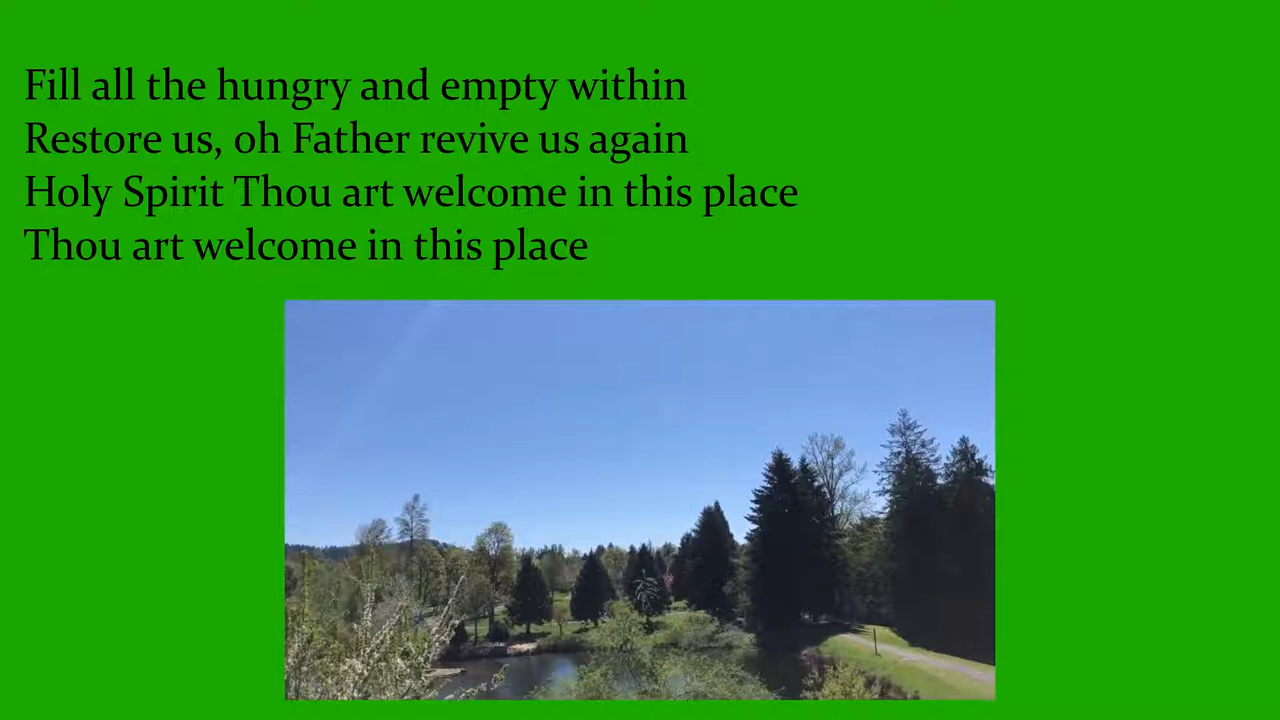 Fill all the hungry and empty within
Restore us, oh Father revive us again
Holy Spirit Thou art welcome in this place
Thou art welcome in this place